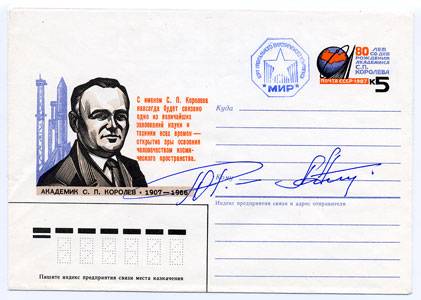 С именем С. П. Королева
навсегда будет связано
одно из величайших
завоеваний науки и
техники всех времен —
открытие эры освоения
человечеством косми-
ческого пространства.
АКАДЕМИК С. П. КОРОЛЕВ • 1907–1966
МИР
80 ЛЕТ
СО ДНЯ
РОЖДЕНИЯ
АКАДЕМИКА
С. П.
КОРОЛЕВА
ПОЧТА СССР 1987
К5
Куда
Кому
Индекс предприятия связи и адрес отправителя
Пишите индекс предприятия связи места назначения